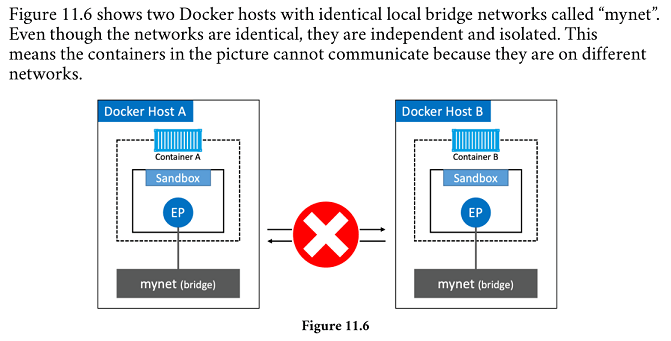 Figure 11.6 shows two Docker hosts with identical local bridge networks called “mynet”.
Even though the networks are identical, they are independent and isolated. This
means the containers in the picture cannot communicate because they are on different
networks.
Docker Host A
Container A
Sandbox
EP
mynet (bridge)
Docker Host B
Container B
Sandbox
EP
mynet (bridge)
Figure 11.6